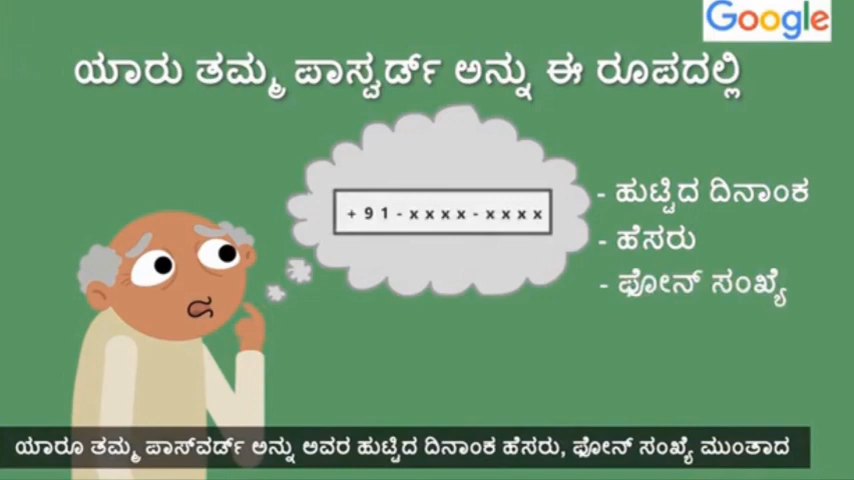 Google
ಯಾರು ತಮ್ಮ ಪಾಸ್ವರ್ಡ್ ಅನ್ನು ಈ ರೂಪದಲ್ಲಿ
+91-xxxx-xxxx
- ಹುಟ್ಟಿದ ದಿನಾಂಕ
- ಹೆಸರು
- ಫೋನ್ ಸಂಖ್ಯೆ
ಯಾರೂ ತಮ್ಮ ಪಾಸ್‌ವರ್ಡ್ ಅನ್ನು ಅವರ ಹುಟ್ಟಿದ ದಿನಾಂಕ ಹೆಸರು, ಫೋನ್ ಸಂಖ್ಯೆ ಮುಂತಾದ